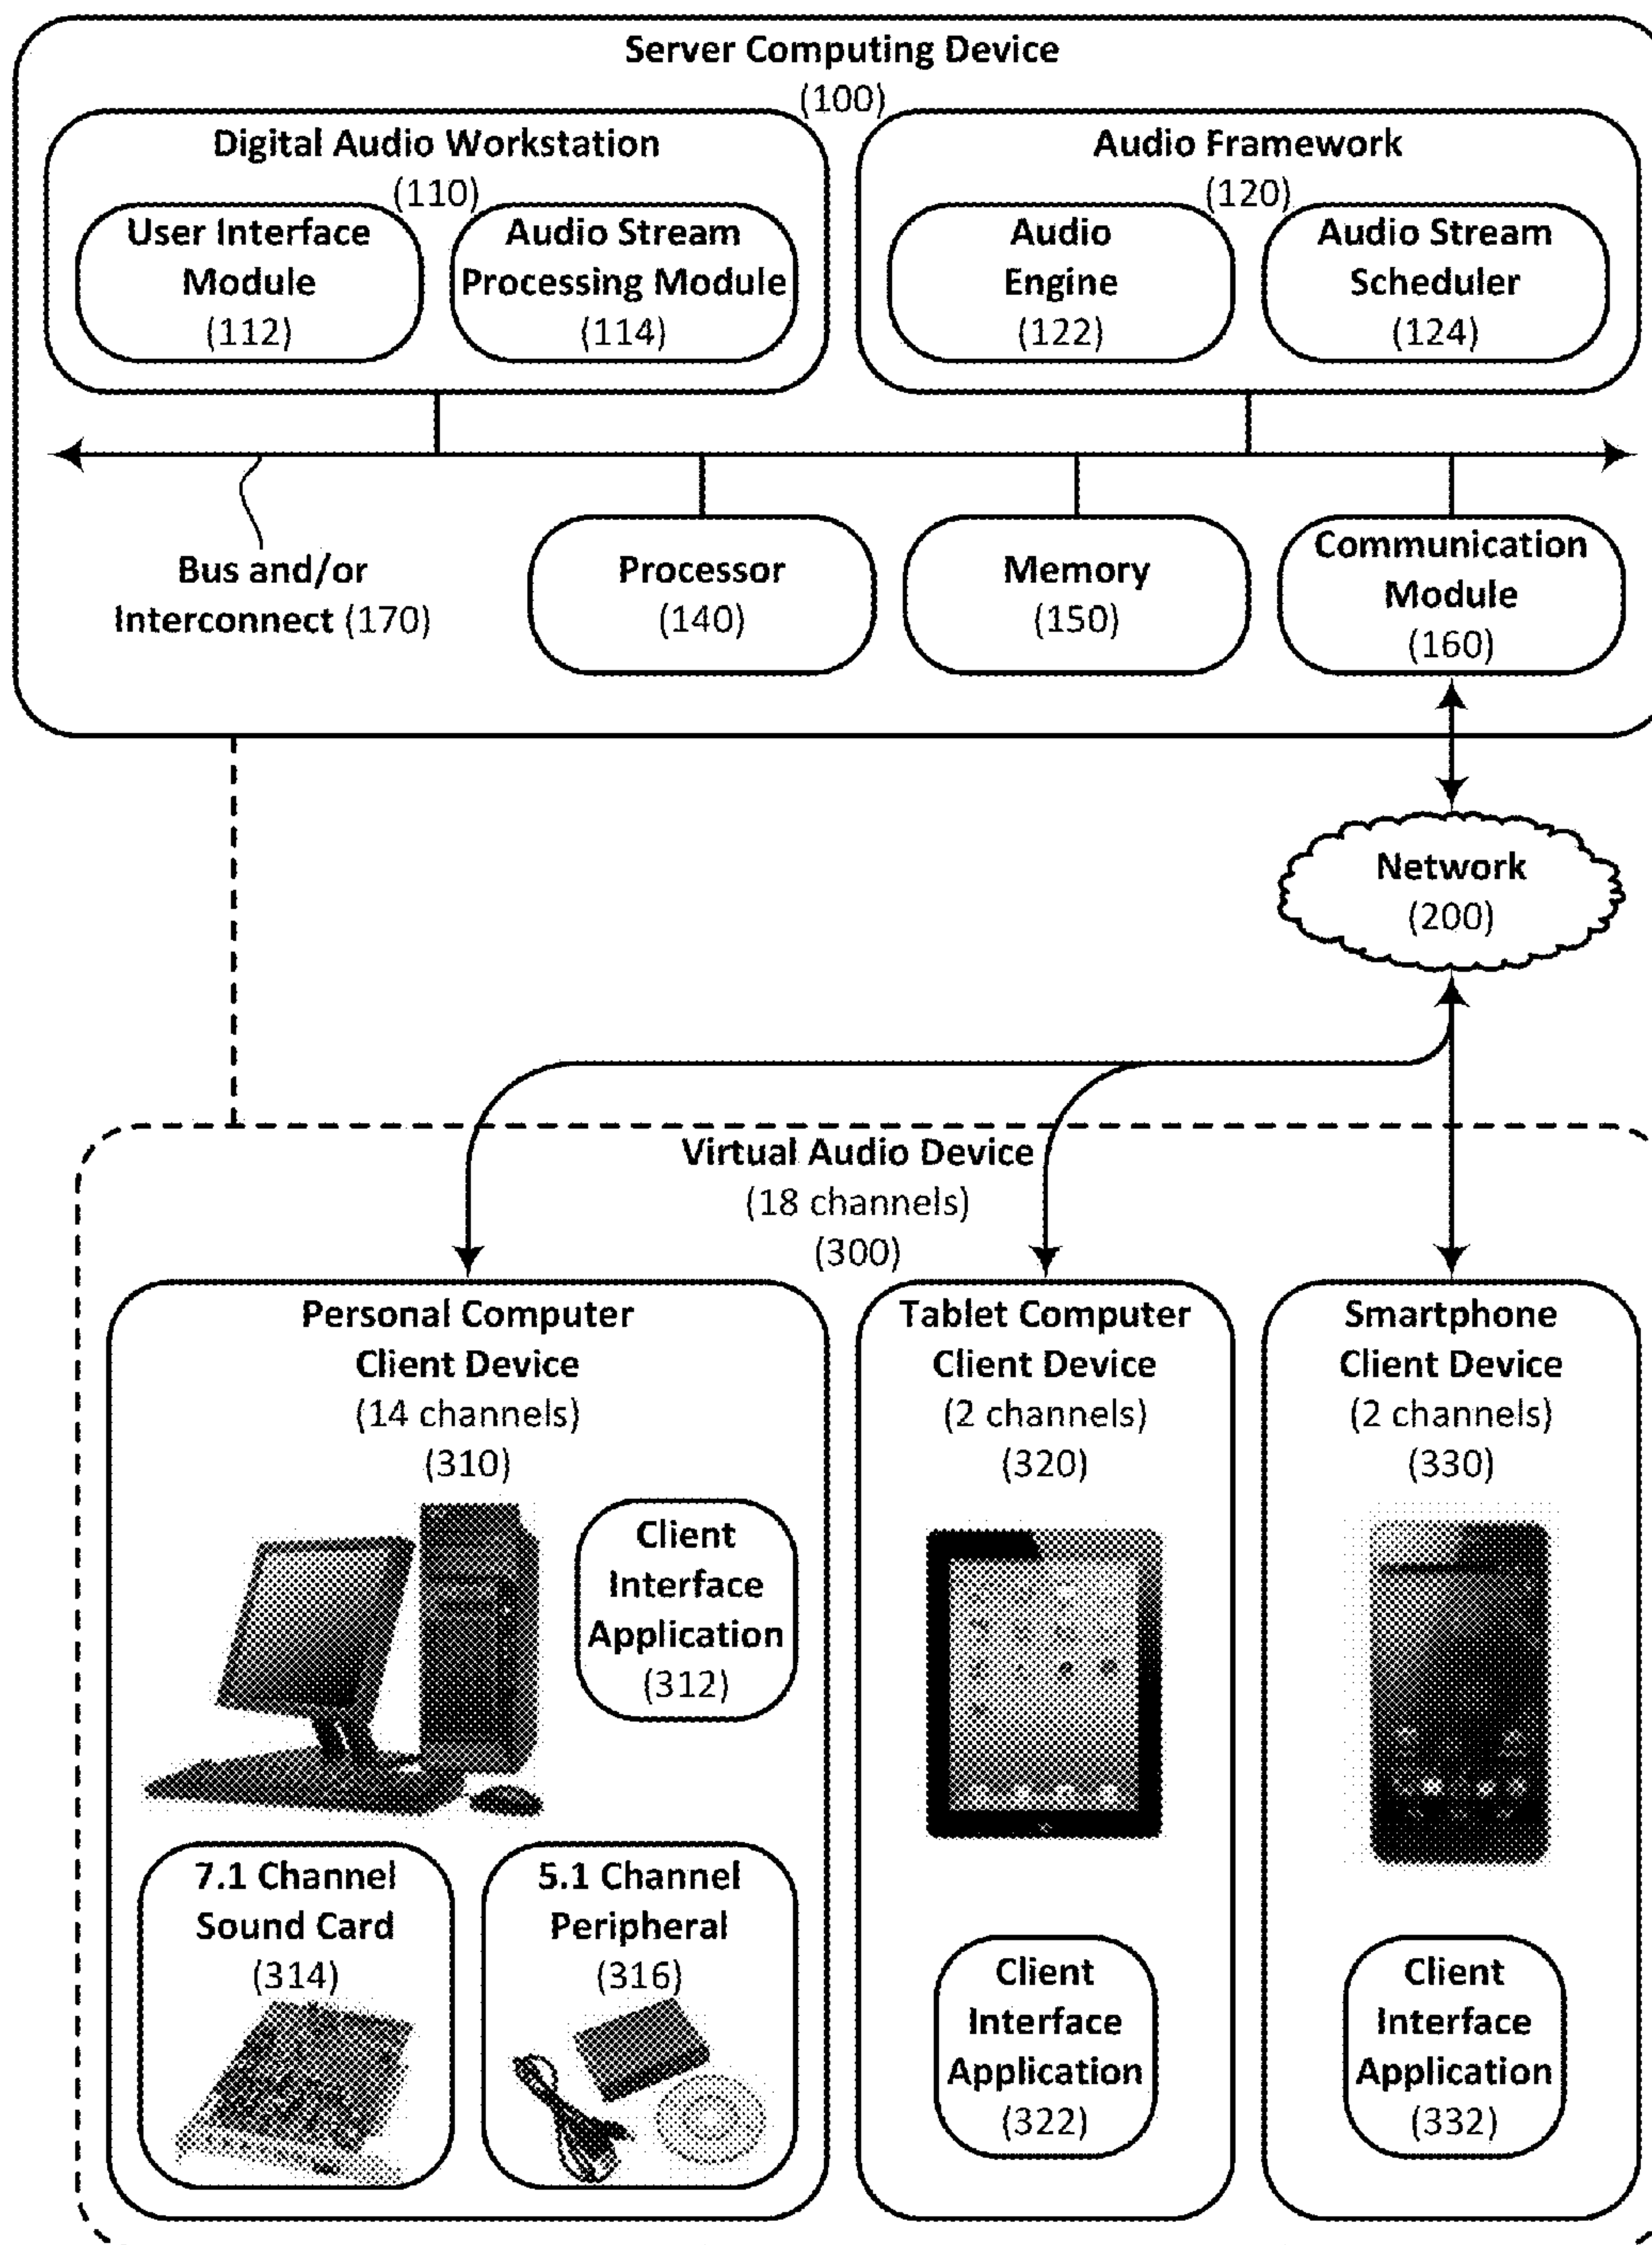 Server Computing Device
(100)
Digital Audio Workstation
(110)
User Interface
Module
(112)
Audio Stream
Processing Module
(114)
Audio Framework
(120)
Audio
Engine
(122)
Audio Stream
Scheduler
(124)
Bus and/or
Interconnect (170)
Processor
(140)
Memory
(150)
Communication
Module
(160)
Network
(200)
Virtual Audio Device
(18 channels)
(300)
Personal Computer
Client Device
(14 channels)
(310)
Client
Interface
Application
(312)
7.1 Channel
Sound Card
(314)
5.1 Channel
Peripheral
(316)
Tablet Computer
Client Device
(2 channels)
(320)
Client
Interface
Application
(322)
Smartphone
Client Device
(2 channels)
(330)
Client
Interface
Application
(332)